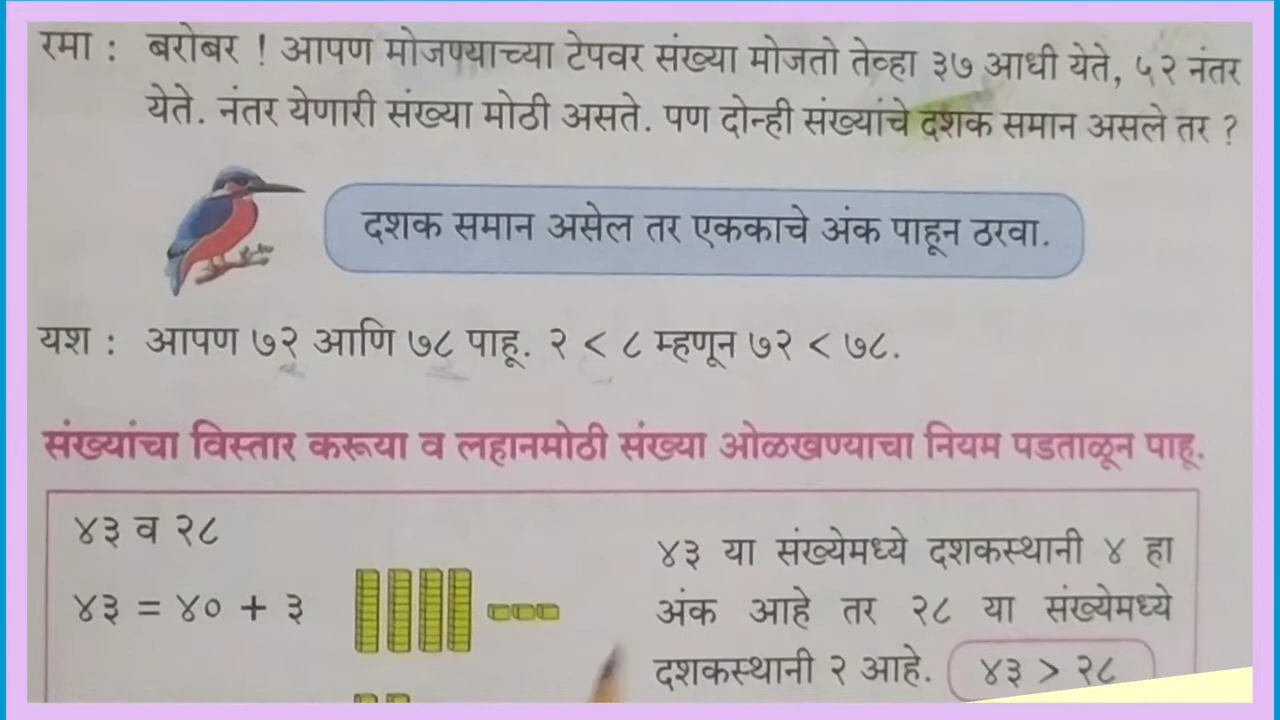 रमा : बरोबर ! आपण मोजण्याच्या टेपवर संख्या मोजतो तेव्हा ३७ आधी येते, ५२ नंतर
येते. नंतर येणारी संख्या मोठी असते. पण दोन्ही संख्यांचे दशक समान असले तर ?
दशक समान असेल तर एककाचे अंक पाहून ठरवा.
यश : आपण ७२ आणि ७८ पाहू. २ < ८ म्हणून ७२ < ७८.
संख्यांचा विस्तार करूया व लहानमोठी संख्या ओळखण्याचा नियम पडताळून पाहू.
४३ व २८
४३ = ४० + ३
४३ या संख्येमध्ये दशकस्थानी ४ हा
अंक आहे तर २८ या संख्येमध्ये
दशकस्थानी २ आहे. ४३ > २८